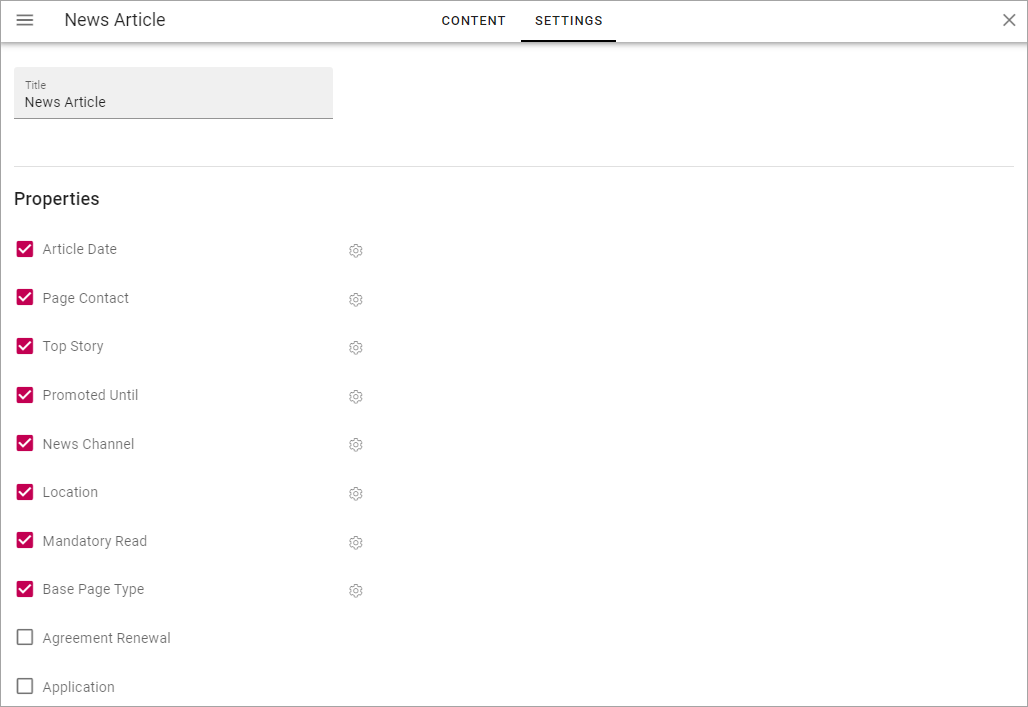 News Article
CONTENT
SETTINGS
Title
News Article
Properties
Article Date
Page Contact
Top Story
Promoted Until
News Channel
Location
Mandatory Read
Base Page Type
Agreement Renewal
Application